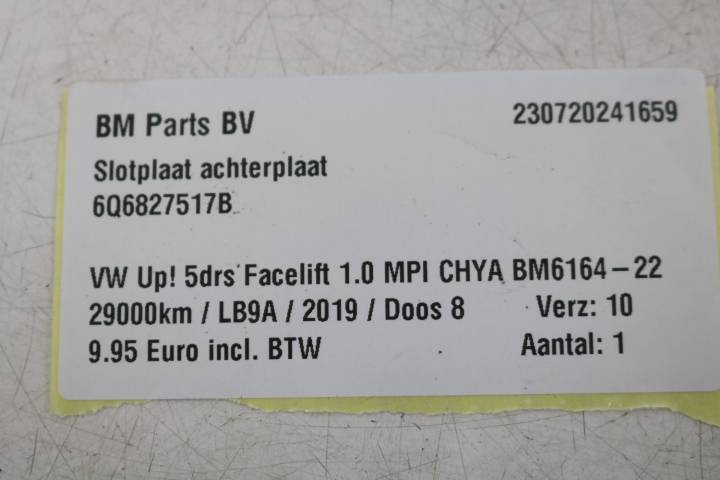 BM Parts BV 230720241659
Slotplaat achterplaat
6Q6827517B
VW Up! 5drs Facelift 1.0 MPI CHYA BM6164-22
29000km / LB9A / 2019 / Doos 8 Verz: 10
9.95 Euro incl. BTW Aantal: 1